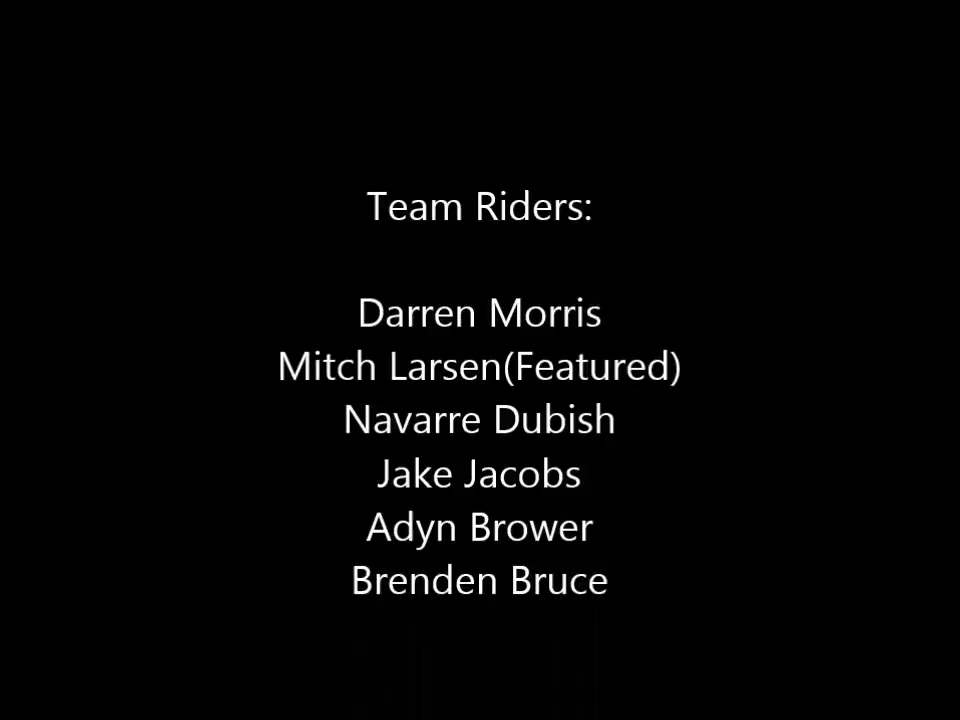 Team Riders:
Darren Morris
Mitch Larsen(Featured)
Navarre Dubish
Jake Jacobs
Adyn Brower
Brenden Bruce